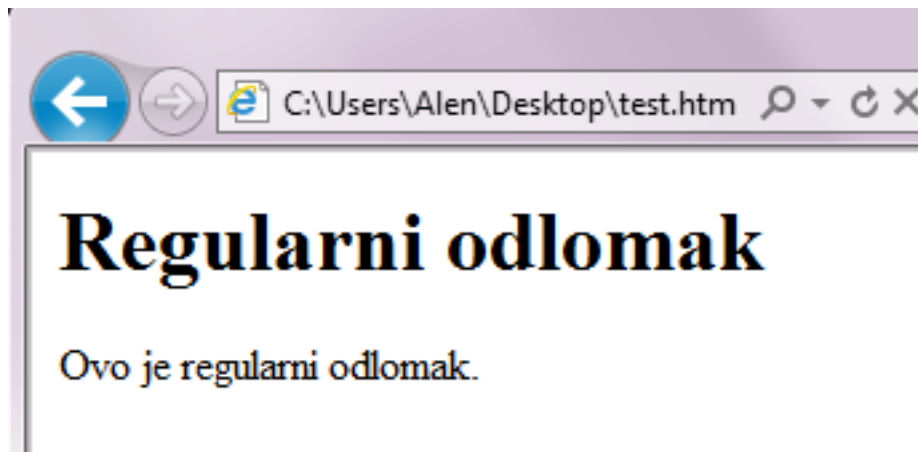 C:\Users\Alen\Desktop\test.htm
Regularni odlomak
Ovo je regularni odlomak.